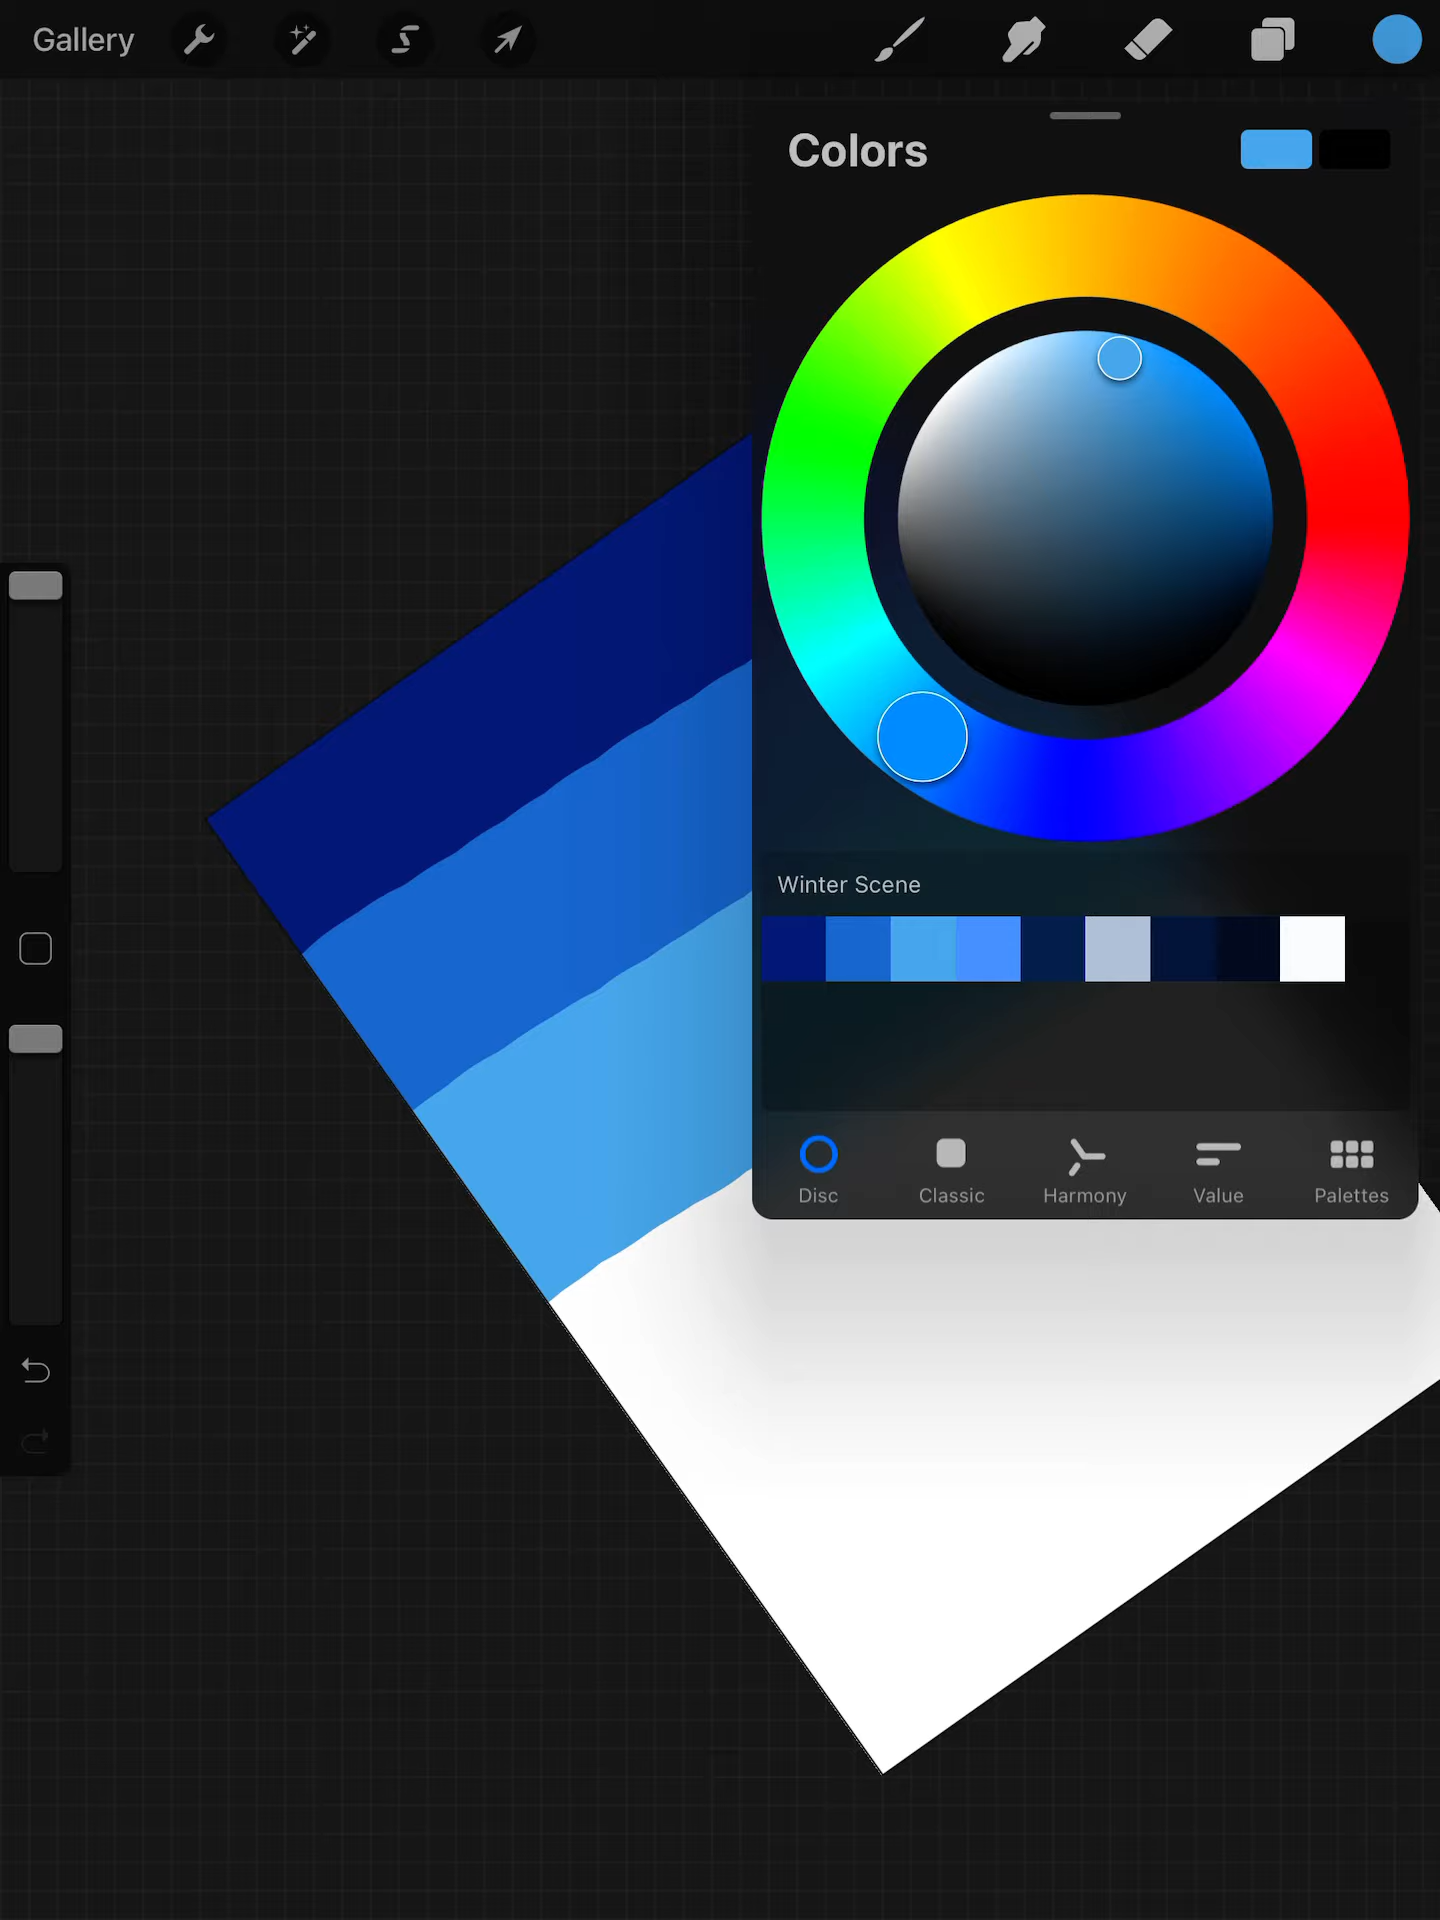 Gallery
Colors
Winter Scene
Disc
Classic
Harmony
Value
Palettes